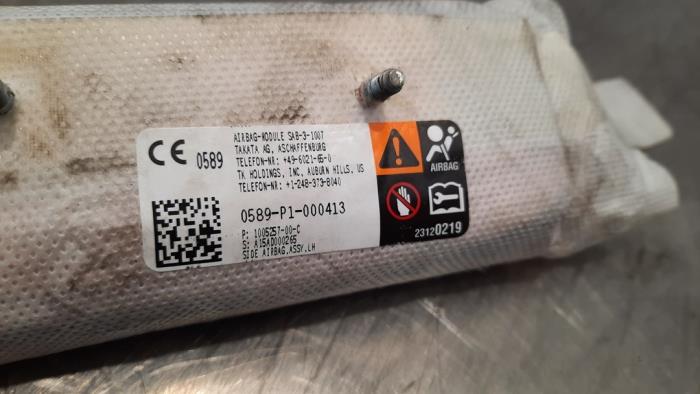 CE 0589
AIRBAG-MODULE SAB-3-1007
TAKATA AG, ASCHAFFENBURG
TELEFON-NR: +49-6021-65-0
TK HOLDINGS, INC, AUBURN HILLS, US
TELEFON-NR: +1-248-373-8040
0589-P1-000413
P: 1005257-00-C
S: A15AD000265
SIDE AIRBAG,ASSY,LH
AIRBAG
23120219